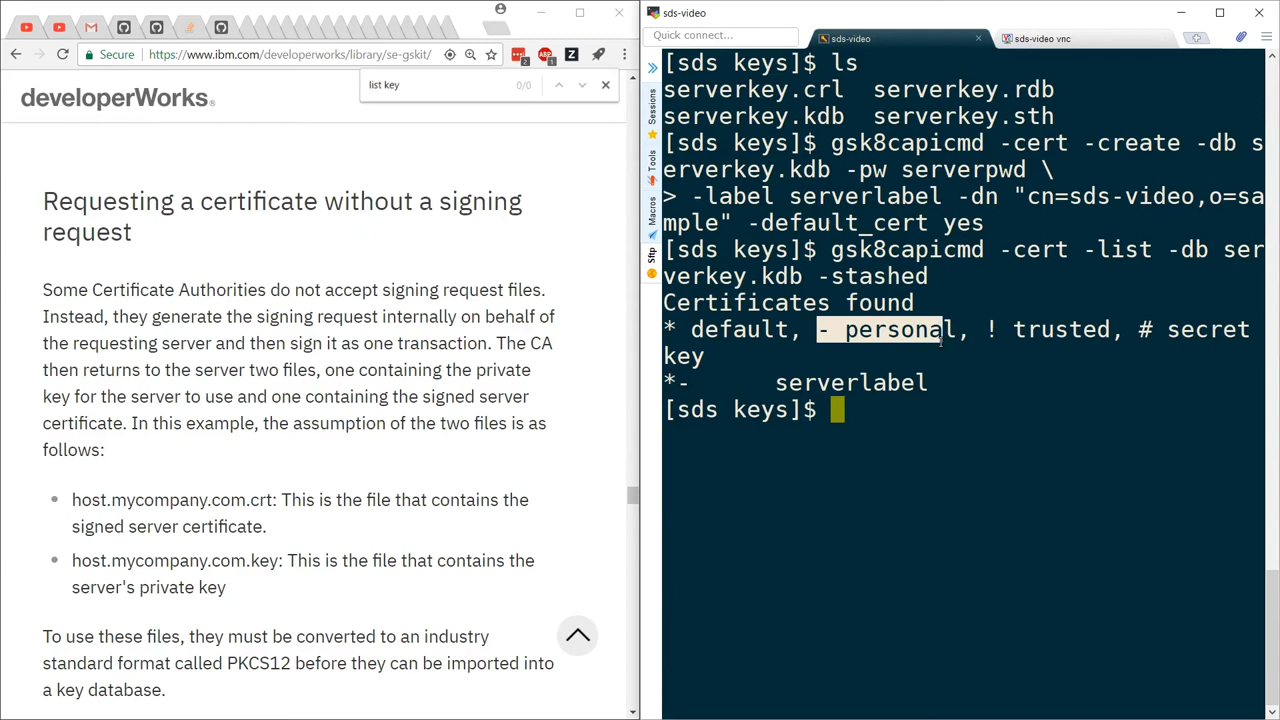 sds-video
Secure
https://www.ibm.com/developerworks/library/se-gskit/
Quick connect...
sds-video
sds-video vnc
list key
0/0
developerWorks®
Requesting a certificate without a signing
request
Some Certificate Authorities do not accept signing request files.
Instead, they generate the signing request internally on behalf of
the requesting server and then sign it as one transaction. The CA
then returns to the server two files, one containing the private
key for the server to use and one containing the signed server
certificate. In this example, the assumption of the two files is as
follows:
host.mycompany.com.crt: This is the file that contains the
signed server certificate.
host.mycompany.com.key: This is the file that contains the
server's private key
To use these files, they must be converted to an industry
standard format called PKCS12 before they can be imported into
a key database.
Sessions
Tools
Macros
Sftp
[sds keys]$ ls
serverkey.crl serverkey.rdb
serverkey.kdb serverkey.sth
[sds keys]$ gsk8capicmd -cert -create -db s
erverkey.kdb -pw serverpwd \
> -label serverlabel -dn "cn=sds-video,o=sa
mple" -default_cert yes
[sds keys]$ gsk8capicmd -cert -list -db ser
verkey.kdb -stashed
Certificates found
* default, - personal, ! trusted, # secret
key
*- serverlabel
[sds keys]$